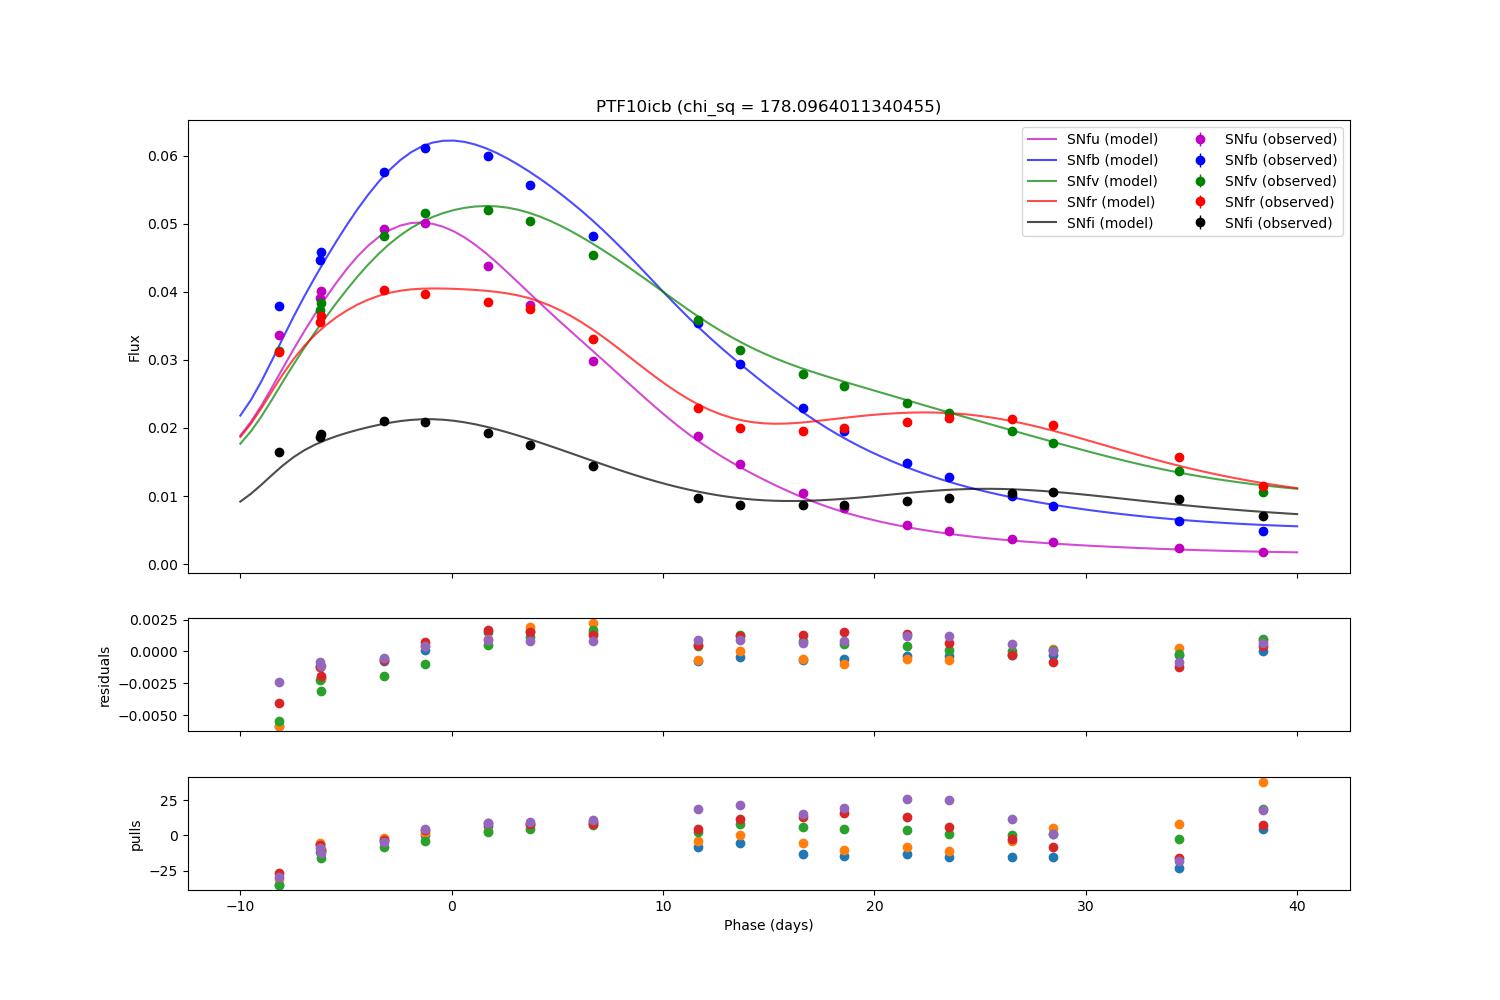 PTF10icb (chi_sq = 178.0964011340455)
SNfu (model)
SNfb (model)
SNfv (model)
SNfr (model)
SNfi (model)
SNfu (observed)
SNfb (observed)
SNfv (observed)
SNfr (observed)
SNfi (observed)
Flux
0.06
0.05
0.04
0.03
0.02
0.01
0.00
residuals
0.0025
0.0000
−0.0025
−0.0050
pulls
25
0
−25
−10
0
10
20
30
40
Phase (days)